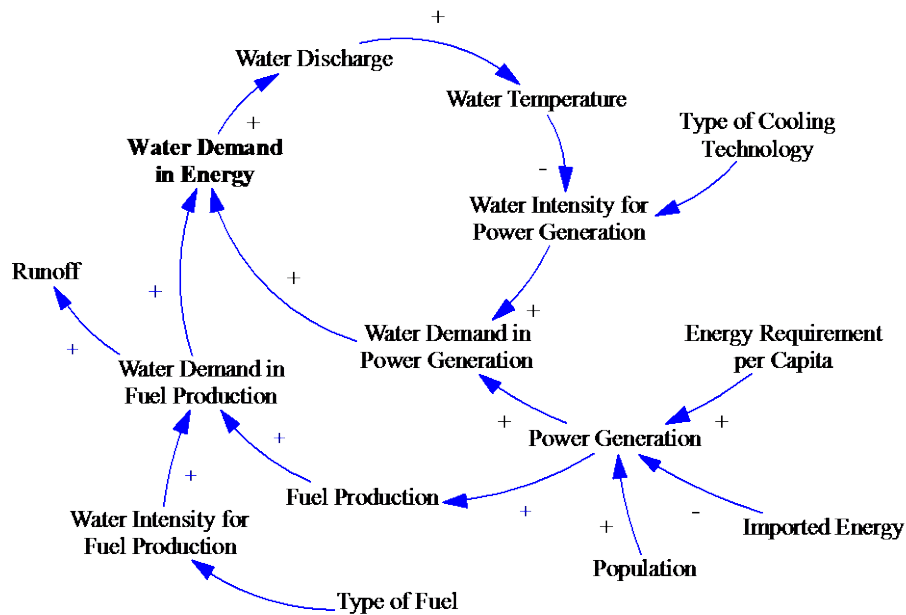 +
Water Discharge
Water Temperature
Type of Cooling
Technology
+
Water Demand
in Energy
-
Water Intensity for
Power Generation
Runoff
+
+
+
+
Water Demand in
Power Generation
Energy Requirement
per Capita
Water Demand in
Fuel Production
+
+
Power Generation
+
+
Fuel Production
+
Water Intensity for
Fuel Production
+
-
Imported Energy
Population
Type of Fuel